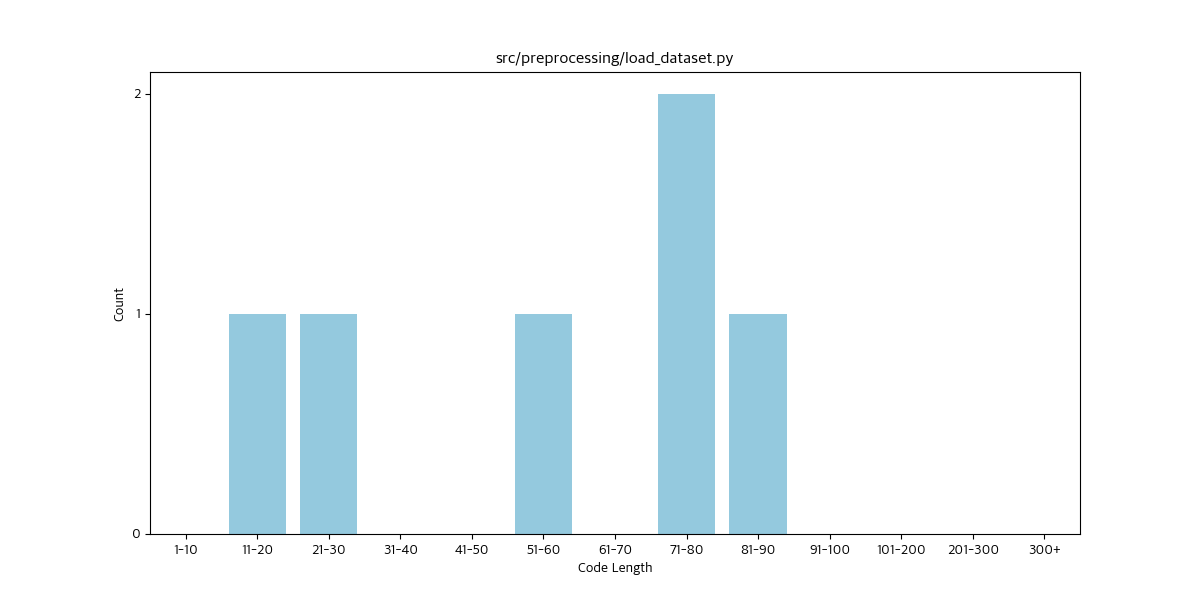 src/preprocessing/load_dataset.py
2
1
0
Count
1-10 11-20 21-30 31-40 41-50 51-60 61-70 71-80 81-90 91-100 101-200 201-300 300+
Code Length